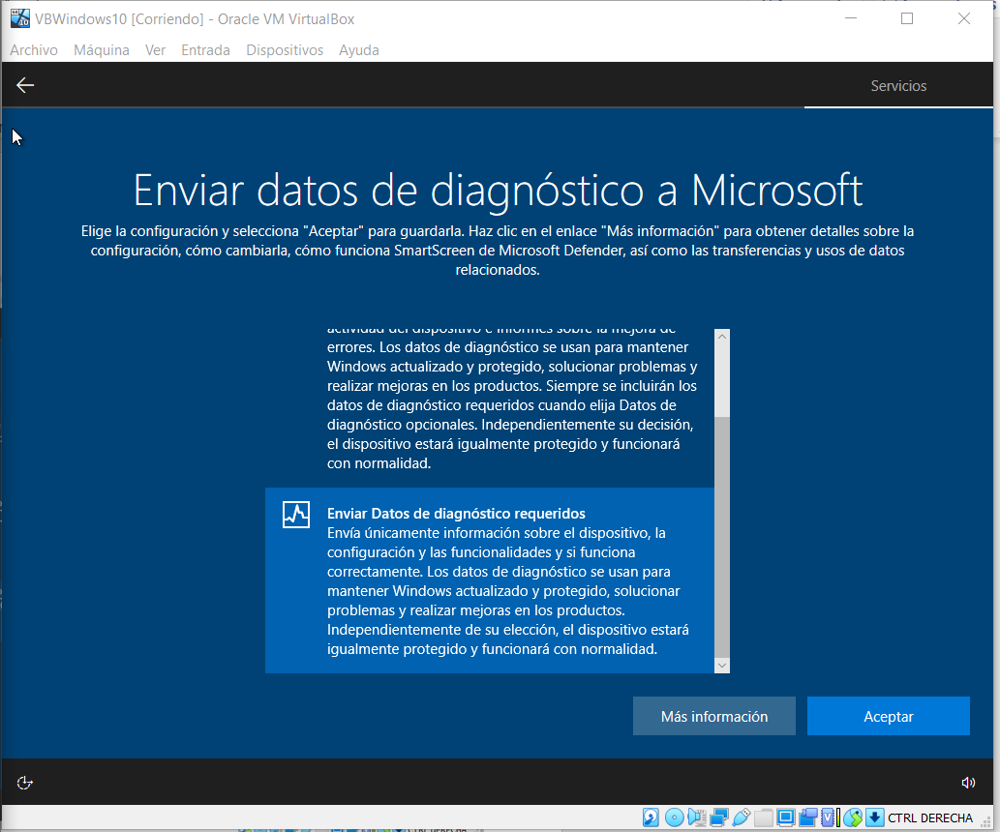 VBWindows10 [Corriendo] - Oracle VM VirtualBox
Archivo Máquina Ver Entrada Dispositivos Ayuda
Servicios
Enviar datos de diagnóstico a Microsoft
Elige la configuración y selecciona "Aceptar" para guardarla. Haz clic en el enlace "Más información" para obtener detalles sobre la
configuración, cómo cambiarla, cómo funciona SmartScreen de Microsoft Defender, así como las transferencias y usos de datos
relacionados.
actividad del dispositivo e informes sobre la mejora de
errores. Los datos de diagnóstico se usan para mantener
Windows actualizado y protegido, solucionar problemas y
realizar mejoras en los productos. Siempre se incluirán los
datos de diagnóstico requeridos cuando elija Datos de
diagnóstico opcionales. Independientemente su decisión,
el dispositivo estará igualmente protegido y funcionará
con normalidad.
Enviar Datos de diagnóstico requeridos
Envía únicamente información sobre el dispositivo, la
configuración y las funcionalidades y si funciona
correctamente. Los datos de diagnóstico se usan para
mantener Windows actualizado y protegido, solucionar
problemas y realizar mejoras en los productos.
Independientemente de su elección, el dispositivo estará
igualmente protegido y funcionará con normalidad.
Más información
Aceptar
CTRL DERECHA